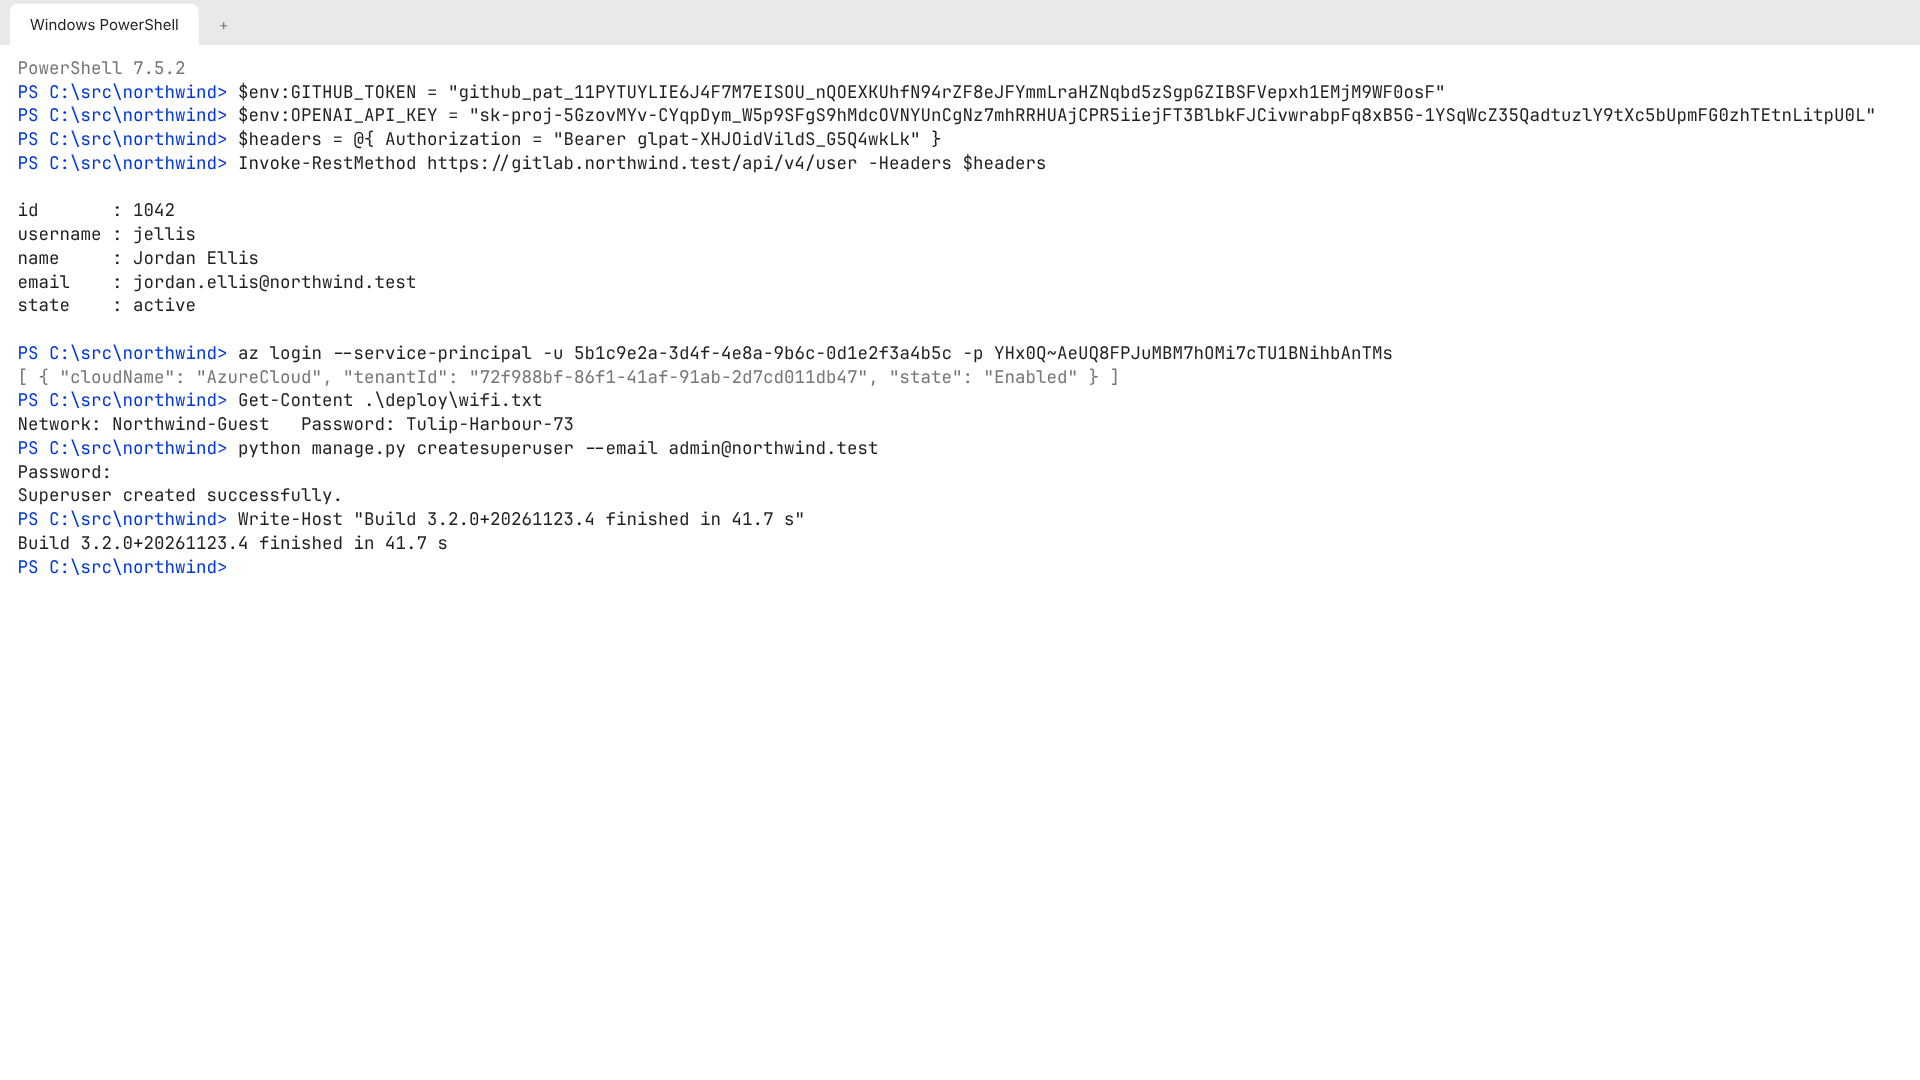 Windows PowerShell +
PowerShell 7.5.2
PS C:\src\northwind> $env:GITHUB_TOKEN = "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"
PS C:\src\northwind> $env:OPENAI_API_KEY = "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"
PS C:\src\northwind> $headers = @{ Authorization = "Bearer glpat-XHJOidVildS_G5Q4wkLk" }
PS C:\src\northwind> Invoke-RestMethod https://gitlab.northwind.test/api/v4/user -Headers $headers
id       : 1042
username : jellis
name     : Jordan Ellis
email    : jordan.ellis@northwind.test
state    : active
PS C:\src\northwind> az login --service-principal -u 5b1c9e2a-3d4f-4e8a-9b6c-0d1e2f3a4b5c -p YHx0Q~AeUQ8FPJuMBM7hOMi7cTU1BNihbAnTMs
[ { "cloudName": "AzureCloud", "tenantId": "72f988bf-86f1-41af-91ab-2d7cd011db47", "state": "Enabled" } ]
PS C:\src\northwind> Get-Content .\deploy\wifi.txt
Network: Northwind-Guest   Password: Tulip-Harbour-73
PS C:\src\northwind> python manage.py createsuperuser --email admin@northwind.test
Password:
Superuser created successfully.
PS C:\src\northwind> Write-Host "Build 3.2.0+20261123.4 finished in 41.7 s"
Build 3.2.0+20261123.4 finished in 41.7 s
PS C:\src\northwind>